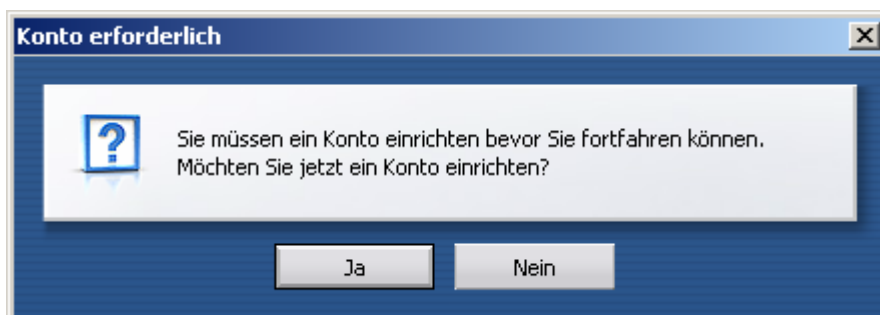 Konto erforderlich
Sie müssen ein Konto einrichten bevor Sie fortfahren können.
Möchten Sie jetzt ein Konto einrichten?
Ja
Nein